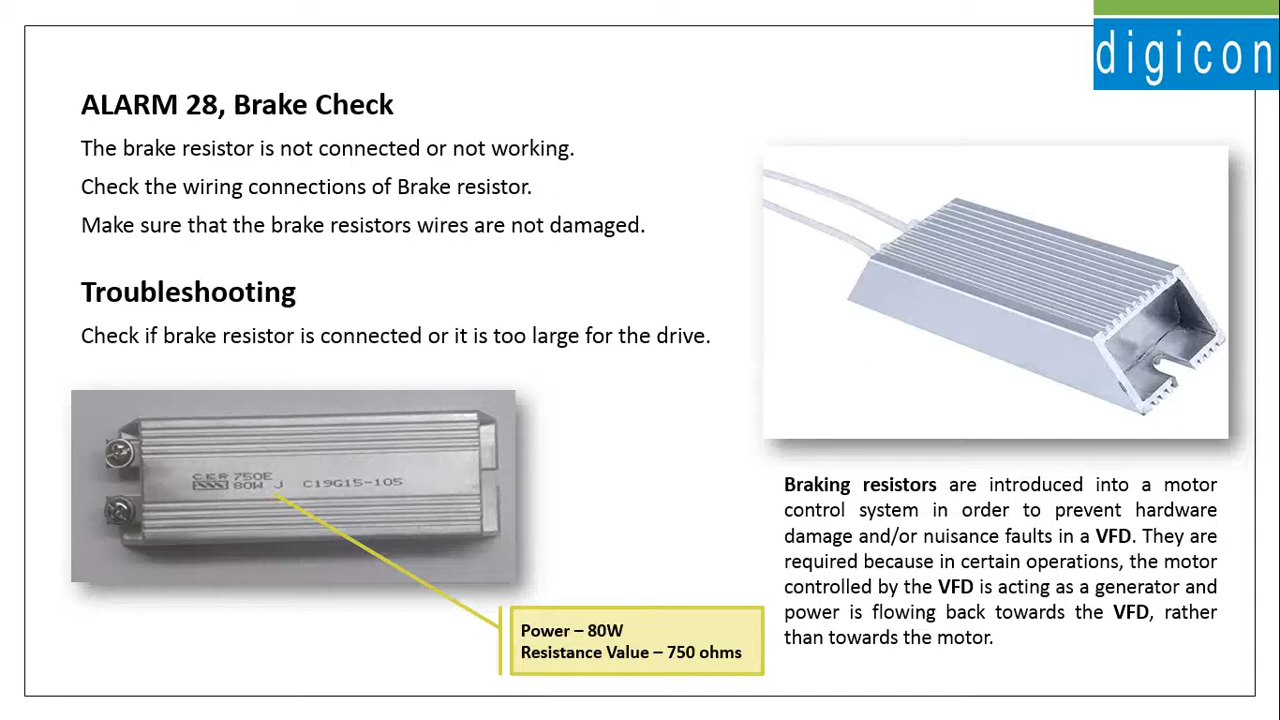 digicon
ALARM 28, Brake Check
The brake resistor is not connected or not working.
Check the wiring connections of Brake resistor.
Make sure that the brake resistors wires are not damaged.
Troubleshooting
Check if brake resistor is connected or it is too large for the drive.
CER 750E
80W J C19G15-105
Power – 80W
Resistance Value – 750 ohms
Braking resistors are introduced into a motor
control system in order to prevent hardware
damage and/or nuisance faults in a VFD. They are
required because in certain operations, the motor
controlled by the VFD is acting as a generator and
power is flowing back towards the VFD, rather
than towards the motor.